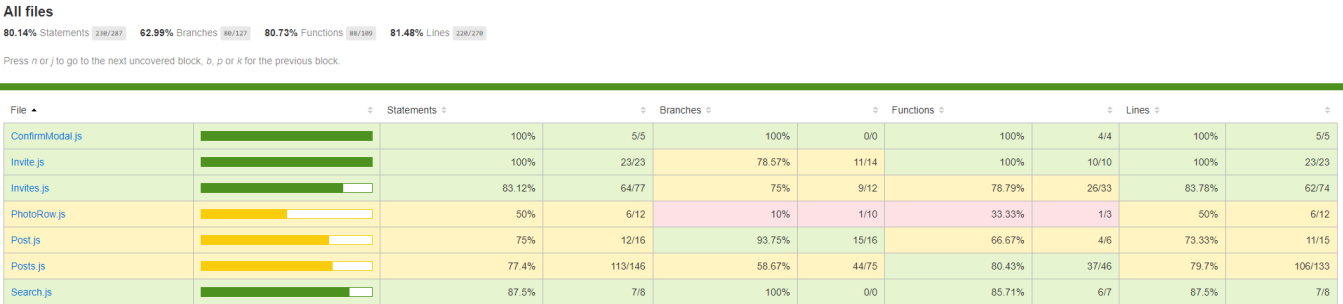 All files
80.14% Statements 230/287 62.99% Branches 80/127 80.73% Functions 88/109 81.48% Lines 220/270
Press n or j to go to the next uncovered block, b, p or k for the previous block.
File Statements Branches Functions Lines
ConfirmModal.js 100% 5/5 100% 0/0 100% 4/4 100% 5/5
Invite.js 100% 23/23 78.57% 11/14 100% 10/10 100% 23/23
Invites.js 83.12% 64/77 75% 9/12 78.79% 26/33 83.78% 62/74
PhotoRow.js 50% 6/12 10% 1/10 33.33% 1/3 50% 6/12
Post.js 75% 12/16 93.75% 15/16 66.67% 4/6 73.33% 11/15
Posts.js 77.4% 113/146 58.67% 44/75 80.43% 37/46 79.7% 106/133
Search.js 87.5% 7/8 100% 0/0 85.71% 6/7 87.5% 7/8